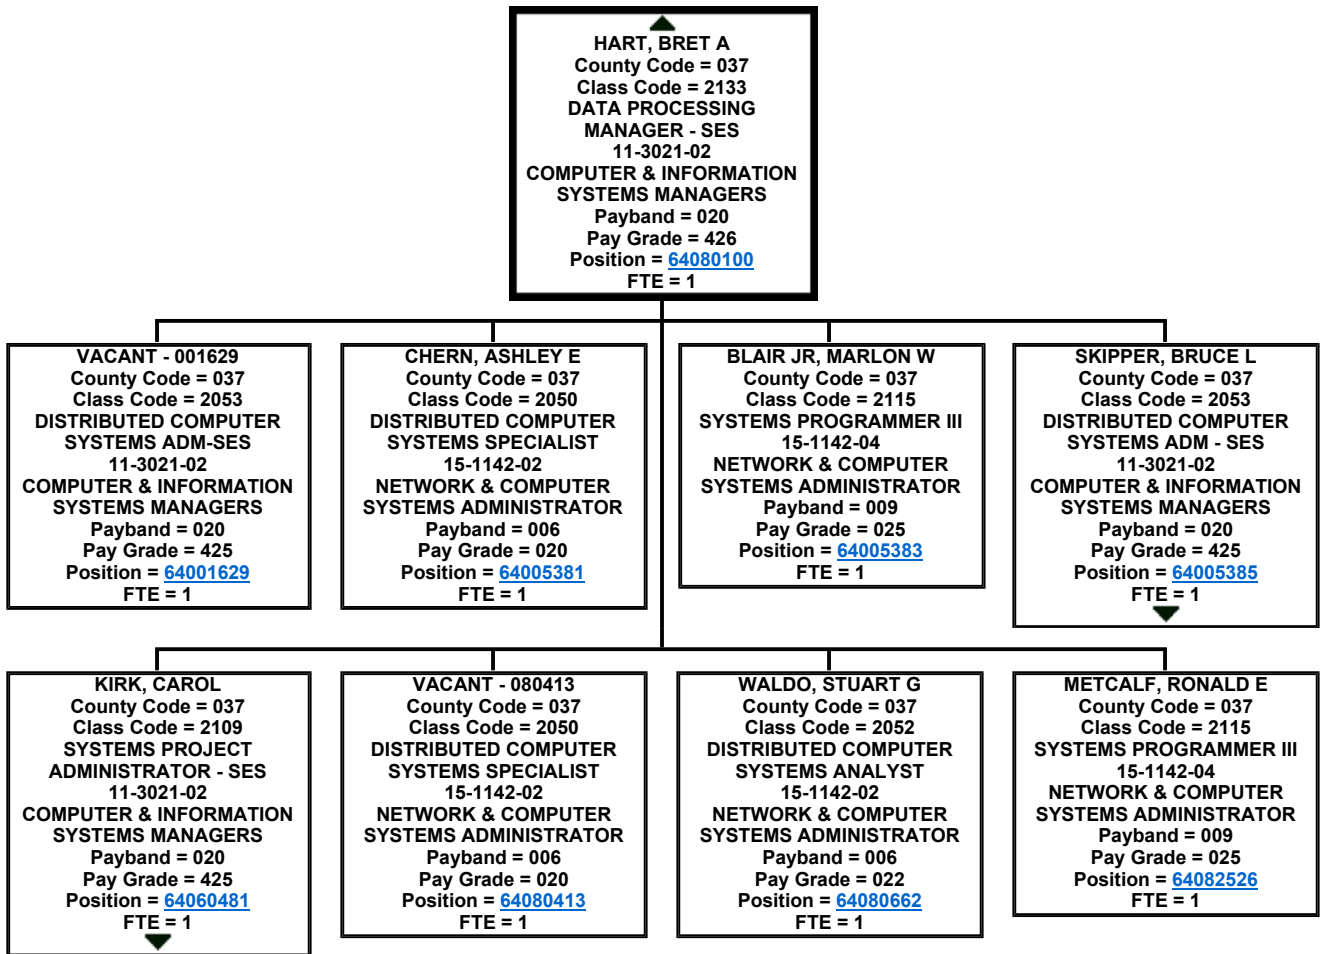 HART, BRET A
County Code = 037
Class Code = 2133
DATA PROCESSING
MANAGER - SES
11-3021-02
COMPUTER & INFORMATION
SYSTEMS MANAGERS
Payband = 020
Pay Grade = 426
Position = 64080100
FTE = 1
VACANT - 001629
County Code = 037
Class Code = 2053
DISTRIBUTED COMPUTER
SYSTEMS ADM-SES
11-3021-02
COMPUTER & INFORMATION
SYSTEMS MANAGERS
Payband = 020
Pay Grade = 425
Position = 64001629
FTE = 1
CHERN, ASHLEY E
County Code = 037
Class Code = 2050
DISTRIBUTED COMPUTER
SYSTEMS SPECIALIST
15-1142-02
NETWORK & COMPUTER
SYSTEMS ADMINISTRATOR
Payband = 006
Pay Grade = 020
Position = 64005381
FTE = 1
BLAIR JR, MARLON W
County Code = 037
Class Code = 2115
SYSTEMS PROGRAMMER III
15-1142-04
NETWORK & COMPUTER
SYSTEMS ADMINISTRATOR
Payband = 009
Pay Grade = 025
Position = 64005383
FTE = 1
SKIPPER, BRUCE L
County Code = 037
Class Code = 2053
DISTRIBUTED COMPUTER
SYSTEMS ADM - SES
11-3021-02
COMPUTER & INFORMATION
SYSTEMS MANAGERS
Payband = 020
Pay Grade = 425
Position = 64005385
FTE = 1
KIRK, CAROL
County Code = 037
Class Code = 2109
SYSTEMS PROJECT
ADMINISTRATOR - SES
11-3021-02
COMPUTER & INFORMATION
SYSTEMS MANAGERS
Payband = 020
Pay Grade = 425
Position = 64060481
FTE = 1
VACANT - 080413
County Code = 037
Class Code = 2050
DISTRIBUTED COMPUTER
SYSTEMS SPECIALIST
15-1142-02
NETWORK & COMPUTER
SYSTEMS ADMINISTRATOR
Payband = 006
Pay Grade = 020
Position = 64080413
FTE = 1
WALDO, STUART G
County Code = 037
Class Code = 2052
DISTRIBUTED COMPUTER
SYSTEMS ANALYST
15-1142-02
NETWORK & COMPUTER
SYSTEMS ADMINISTRATOR
Payband = 006
Pay Grade = 022
Position = 64080662
FTE = 1
METCALF, RONALD E
County Code = 037
Class Code = 2115
SYSTEMS PROGRAMMER III
15-1142-04
NETWORK & COMPUTER
SYSTEMS ADMINISTRATOR
Payband = 009
Pay Grade = 025
Position = 64082526
FTE = 1